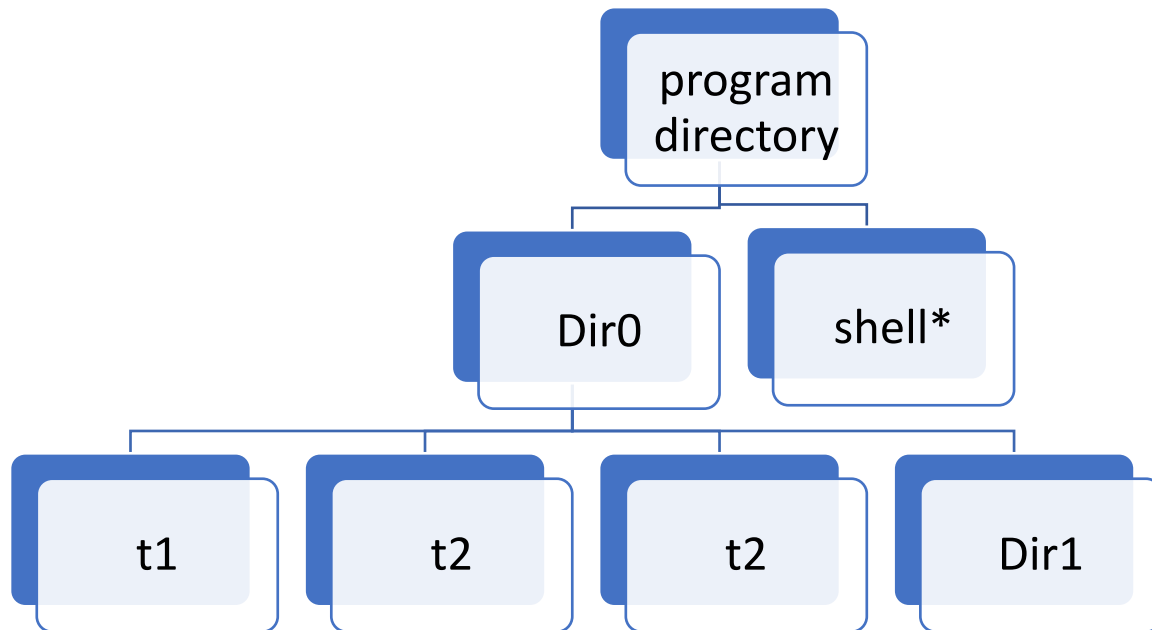 program
directory
Dir0
shell*
t1
t2
t2
Dir1